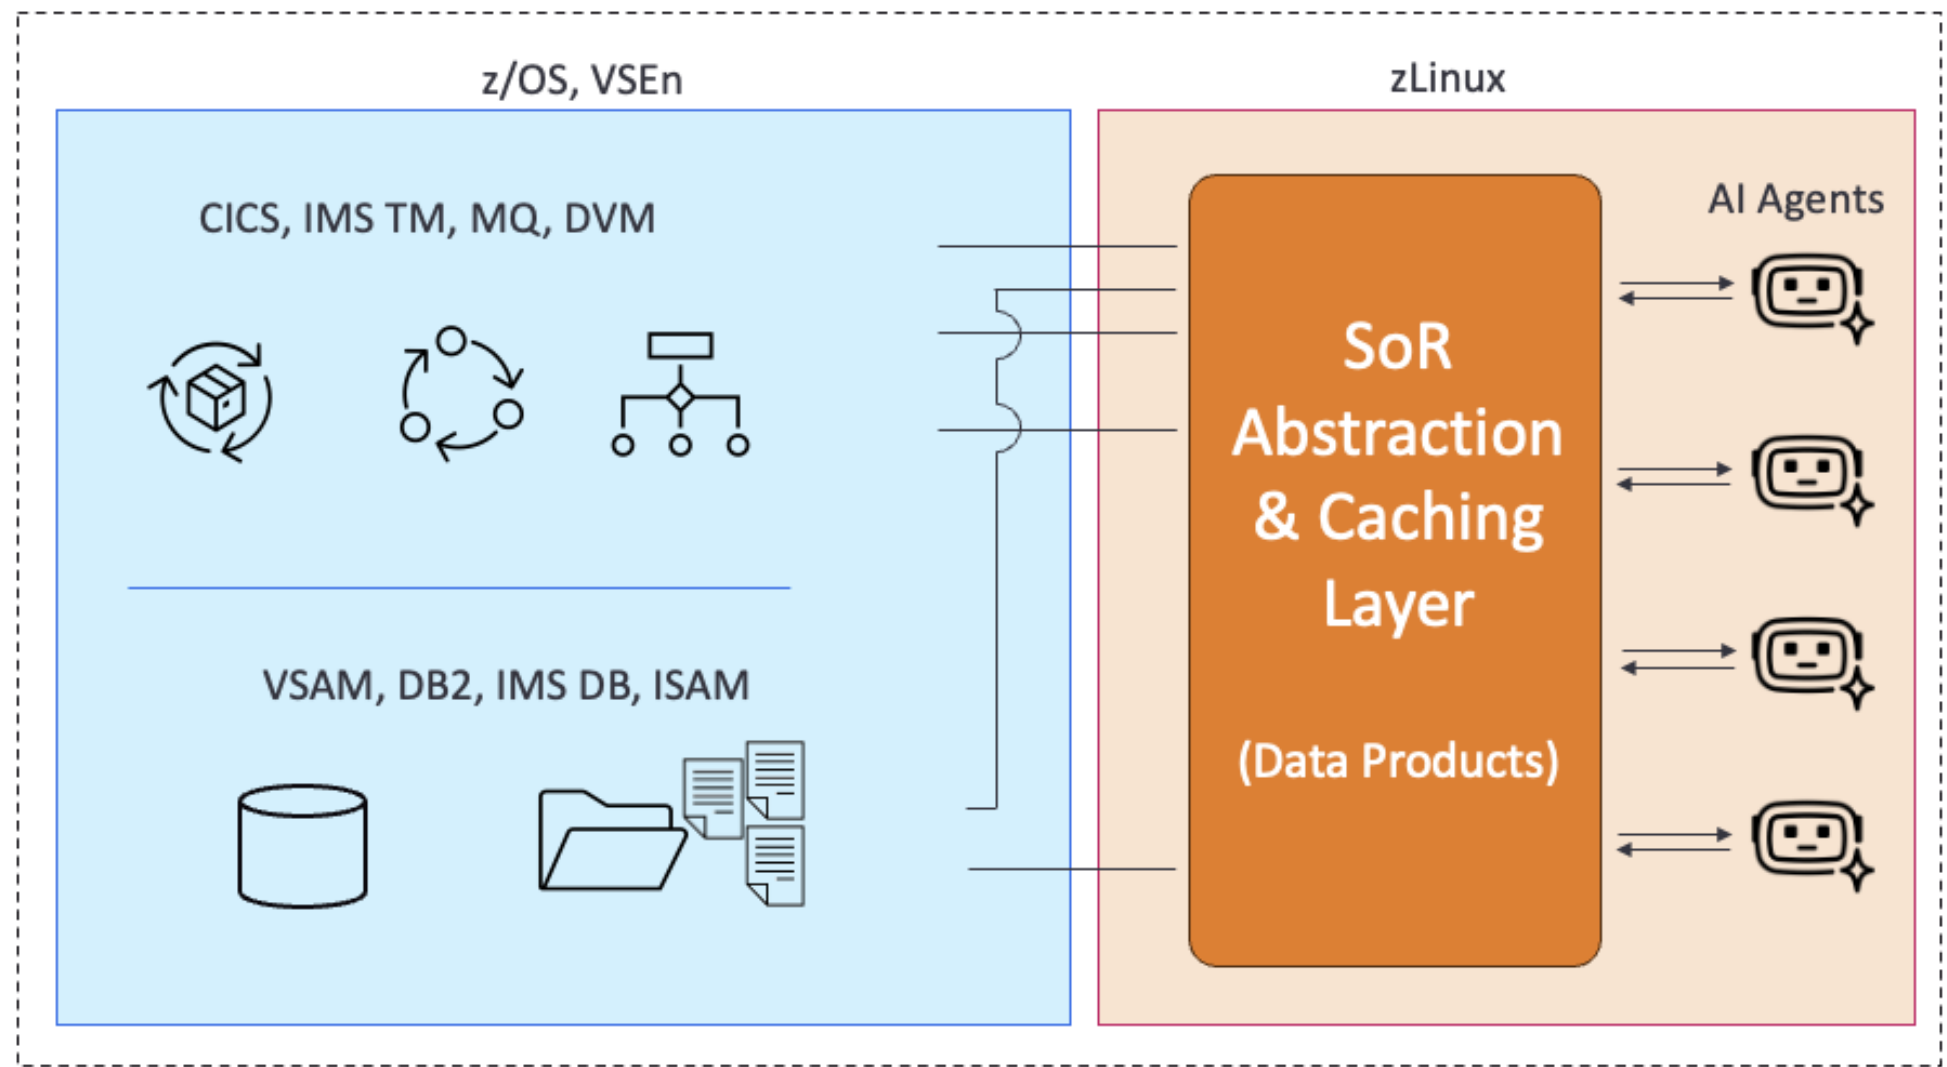 z/OS, VSEn
CICS, IMS TM, MQ, DVM
VSAM, DB2, IMS DB, ISAM
zLinux
SoR
Abstraction
& Caching
Layer
(Data Products)
AI Agents